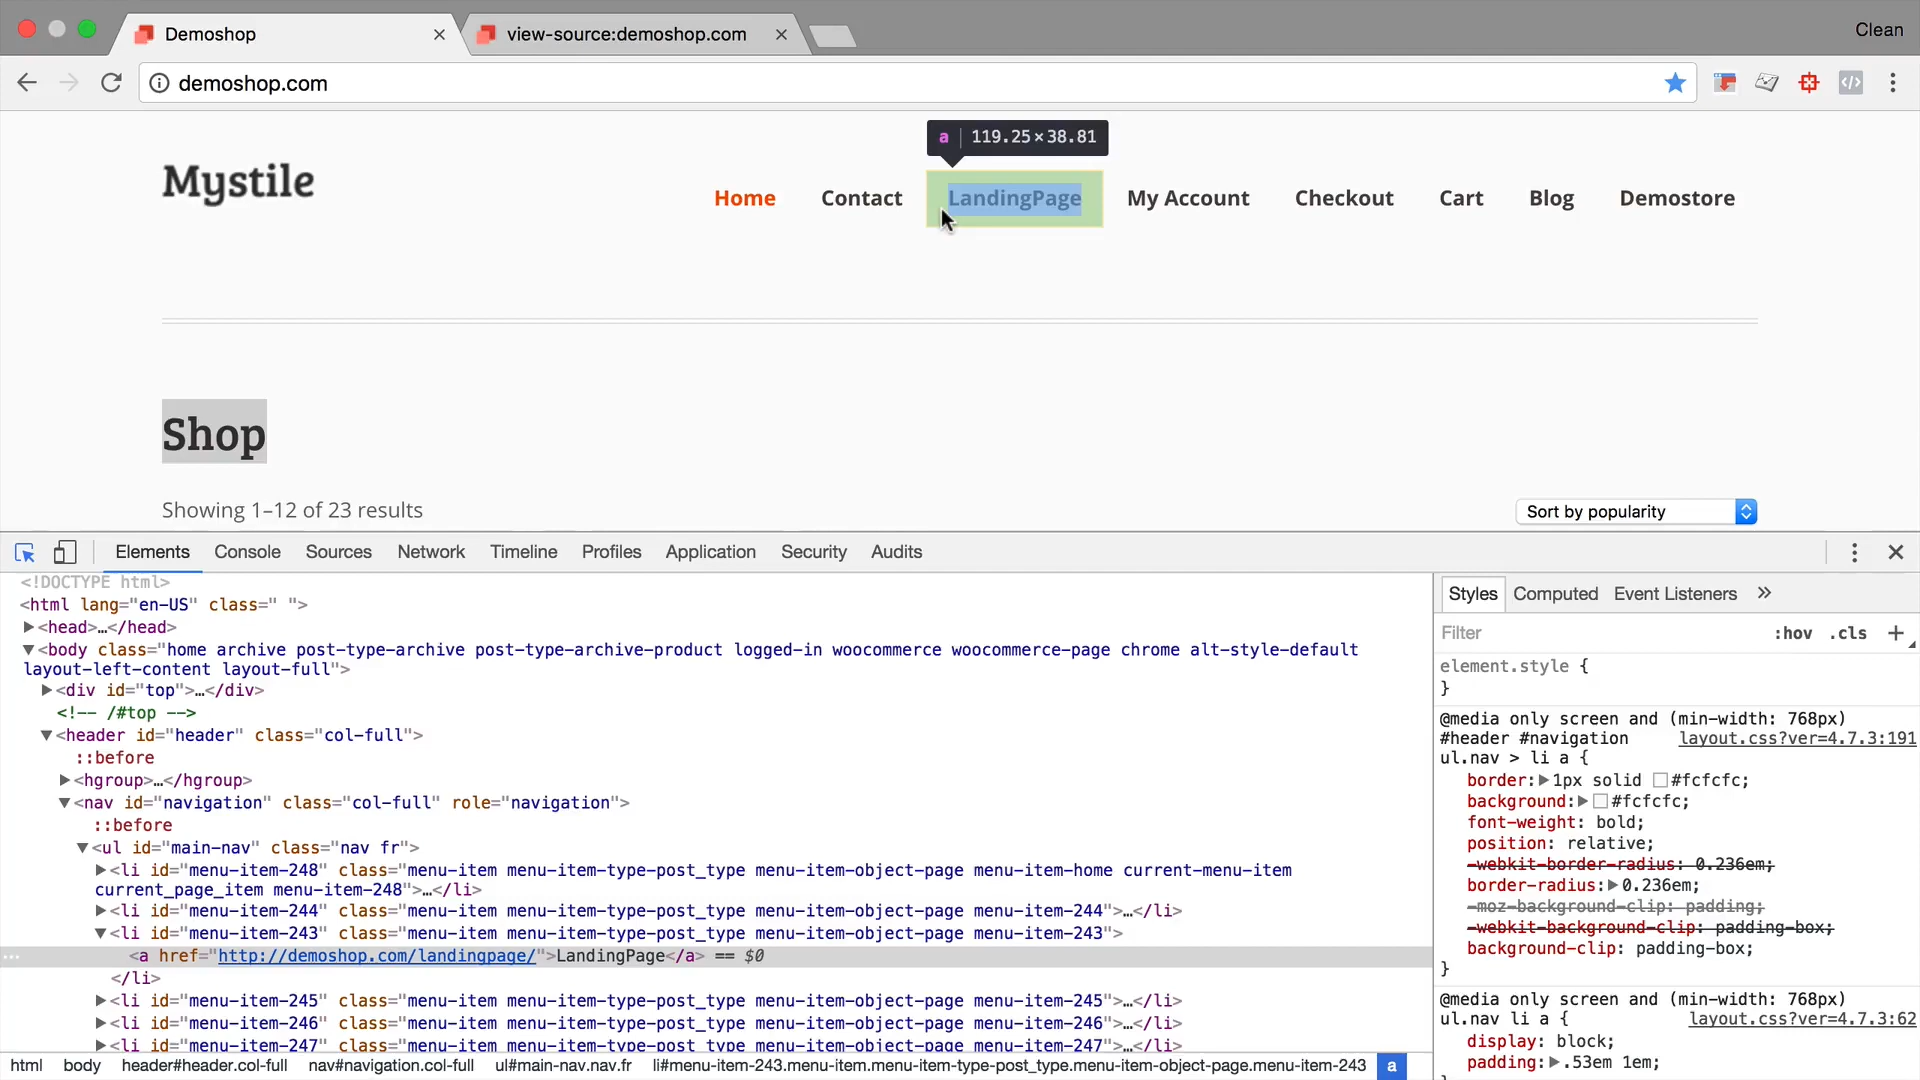 Demoshop
view-source:demoshop.com
Clean
demoshop.com
a 119.25×38.81
Mystile
Home Contact LandingPage My Account Checkout Cart Blog Demostore
Shop
Showing 1–12 of 23 results
Sort by popularity
Elements Console Sources Network Timeline Profiles Application Security Audits
<!DOCTYPE html>
<html lang="en-US" class=" ">
▶<head>…</head>
▼<body class="home archive post-type-archive post-type-archive-product logged-in woocommerce woocommerce-page chrome alt-style-default
layout-left-content layout-full">
▶<div id="top">…</div>
<!-- /#top -->
▼<header id="header" class="col-full">
::before
▶<hgroup>…</hgroup>
▼<nav id="navigation" class="col-full" role="navigation">
::before
▼<ul id="main-nav" class="nav fr">
▶<li id="menu-item-248" class="menu-item menu-item-type-post_type menu-item-object-page menu-item-home current-menu-item
current_page_item menu-item-248">…</li>
▶<li id="menu-item-244" class="menu-item menu-item-type-post_type menu-item-object-page menu-item-244">…</li>
▼<li id="menu-item-243" class="menu-item menu-item-type-post_type menu-item-object-page menu-item-243">
<a href="http://demoshop.com/landingpage/">LandingPage</a> == $0
</li>
▶<li id="menu-item-245" class="menu-item menu-item-type-post_type menu-item-object-page menu-item-245">…</li>
▶<li id="menu-item-246" class="menu-item menu-item-type-post_type menu-item-object-page menu-item-246">…</li>
▶<li id="menu-item-247" class="menu-item menu-item-type-post_type menu-item-object-page menu-item-247">…</li>
html body header#header.col-full nav#navigation.col-full ul#main-nav.nav.fr li#menu-item-243.menu-item.menu-item-type-post_type.menu-item-object-page.menu-item-243 a
Styles Computed Event Listeners »
Filter :hov .cls +
element.style {
}
@media only screen and (min-width: 768px)
#header #navigation layout.css?ver=4.7.3:191
ul.nav > li a {
border:▶1px solid #fcfcfc;
background:▶#fcfcfc;
font-weight: bold;
position: relative;
-webkit-border-radius: 0.236em;
border-radius:▶0.236em;
-moz-background-clip: padding;
-webkit-background-clip: padding-box;
background-clip: padding-box;
}
@media only screen and (min-width: 768px)
ul.nav li a { layout.css?ver=4.7.3:62
display: block;
padding:▶.53em 1em;